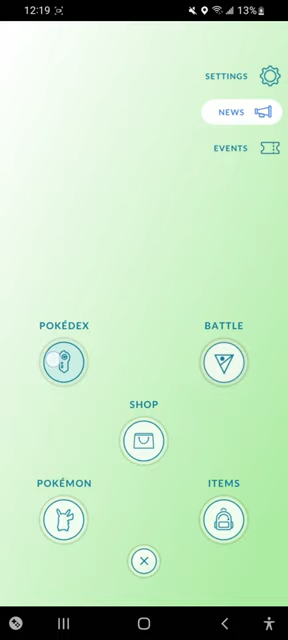 12:19
13%
SETTINGS
NEWS
EVENTS
POKÉDEX
BATTLE
SHOP
POKÉMON
ITEMS